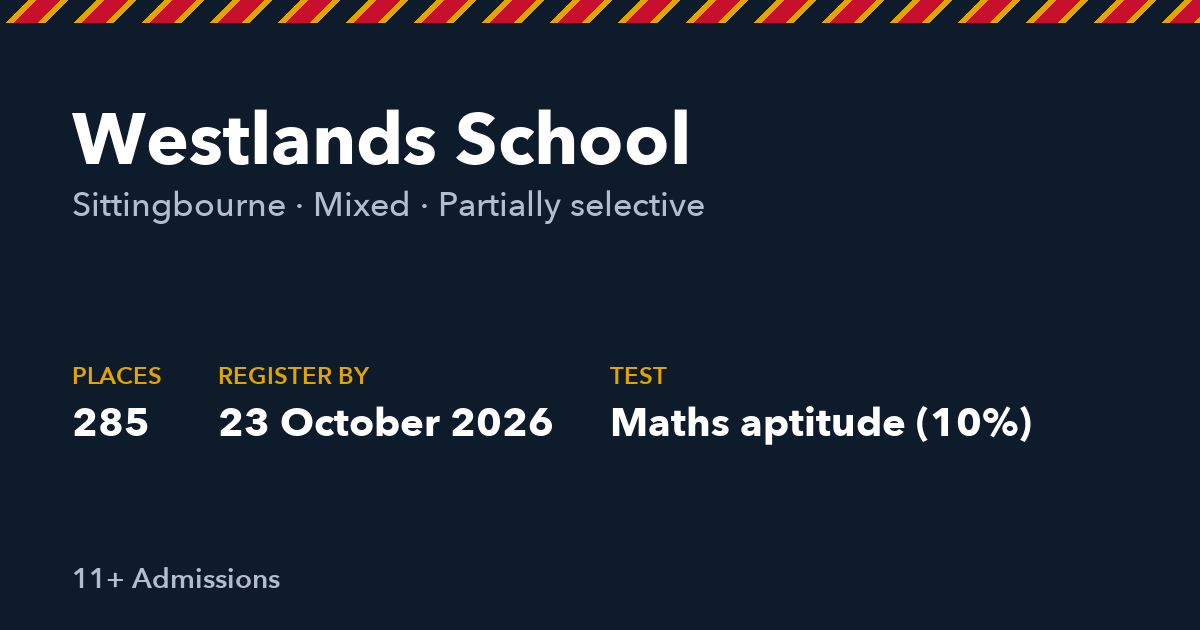 Westlands School
Sittingbourne · Mixed · Partially selective
PLACES
285
REGISTER BY
23 October 2026
TEST
Maths aptitude (10%)
11+ Admissions